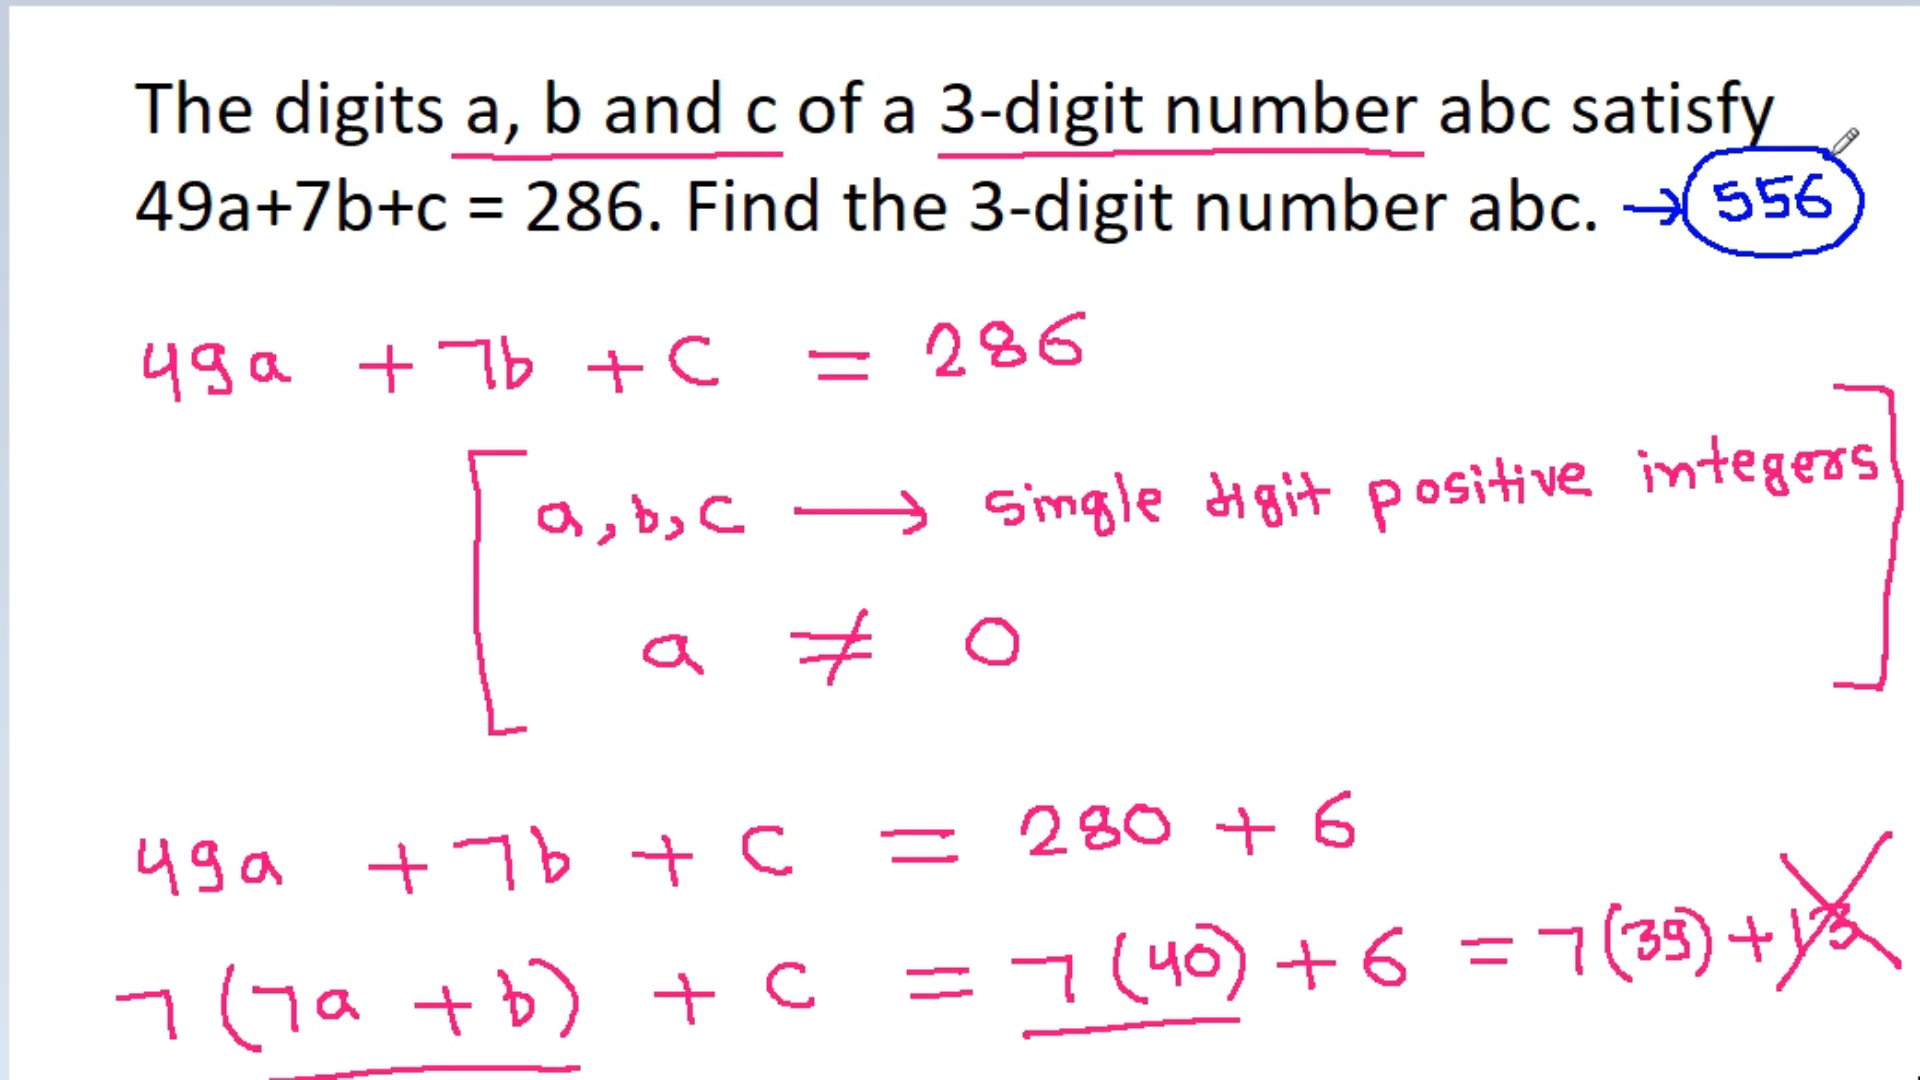 The digits a, b and c of a 3-digit number abc satisfy
49a+7b+c = 286. Find the 3-digit number abc. → 556
49a + 7b + c = 286
a, b, c → single digit positive integers
a ≠ 0
49a + 7b + c = 280 + 6
7(7a + b) + c = 7(40) + 6 = 7(39) + 13